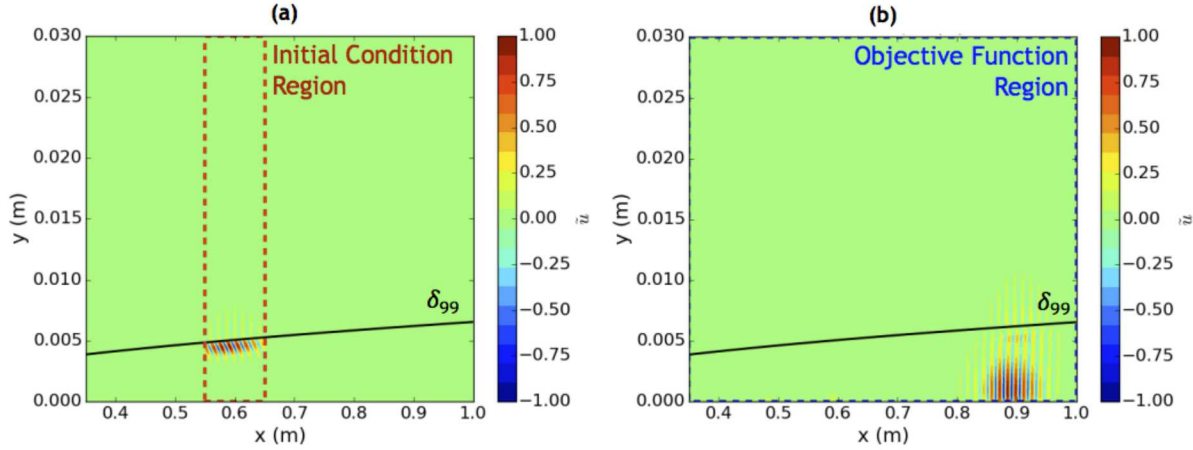 (a)
0.030
0.025
0.020
0.015
0.010
0.005
0.000
y (m)
0.4 0.5 0.6 0.7 0.8 0.9 1.0
x (m)
Initial Condition
Region
δ99
1.00
0.75
0.50
0.25
0.00
−0.25
−0.50
−0.75
−1.00
ũ
(b)
0.030
0.025
0.020
0.015
0.010
0.005
0.000
y (m)
0.4 0.5 0.6 0.7 0.8 0.9 1.0
x (m)
Objective Function
Region
δ99
1.00
0.75
0.50
0.25
0.00
−0.25
−0.50
−0.75
−1.00
ũ